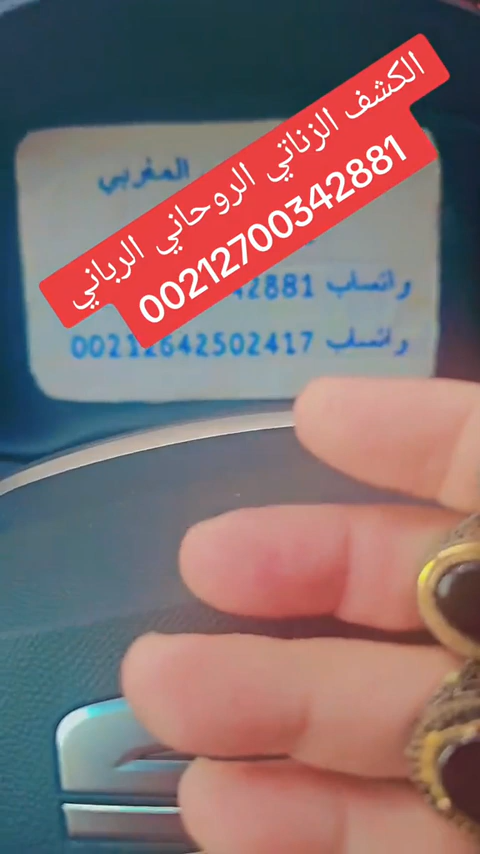 الكشف الزناتي الروحاني الرباني
00212700342881
المغربي
واتساب 42881
واتساب 00212642502417